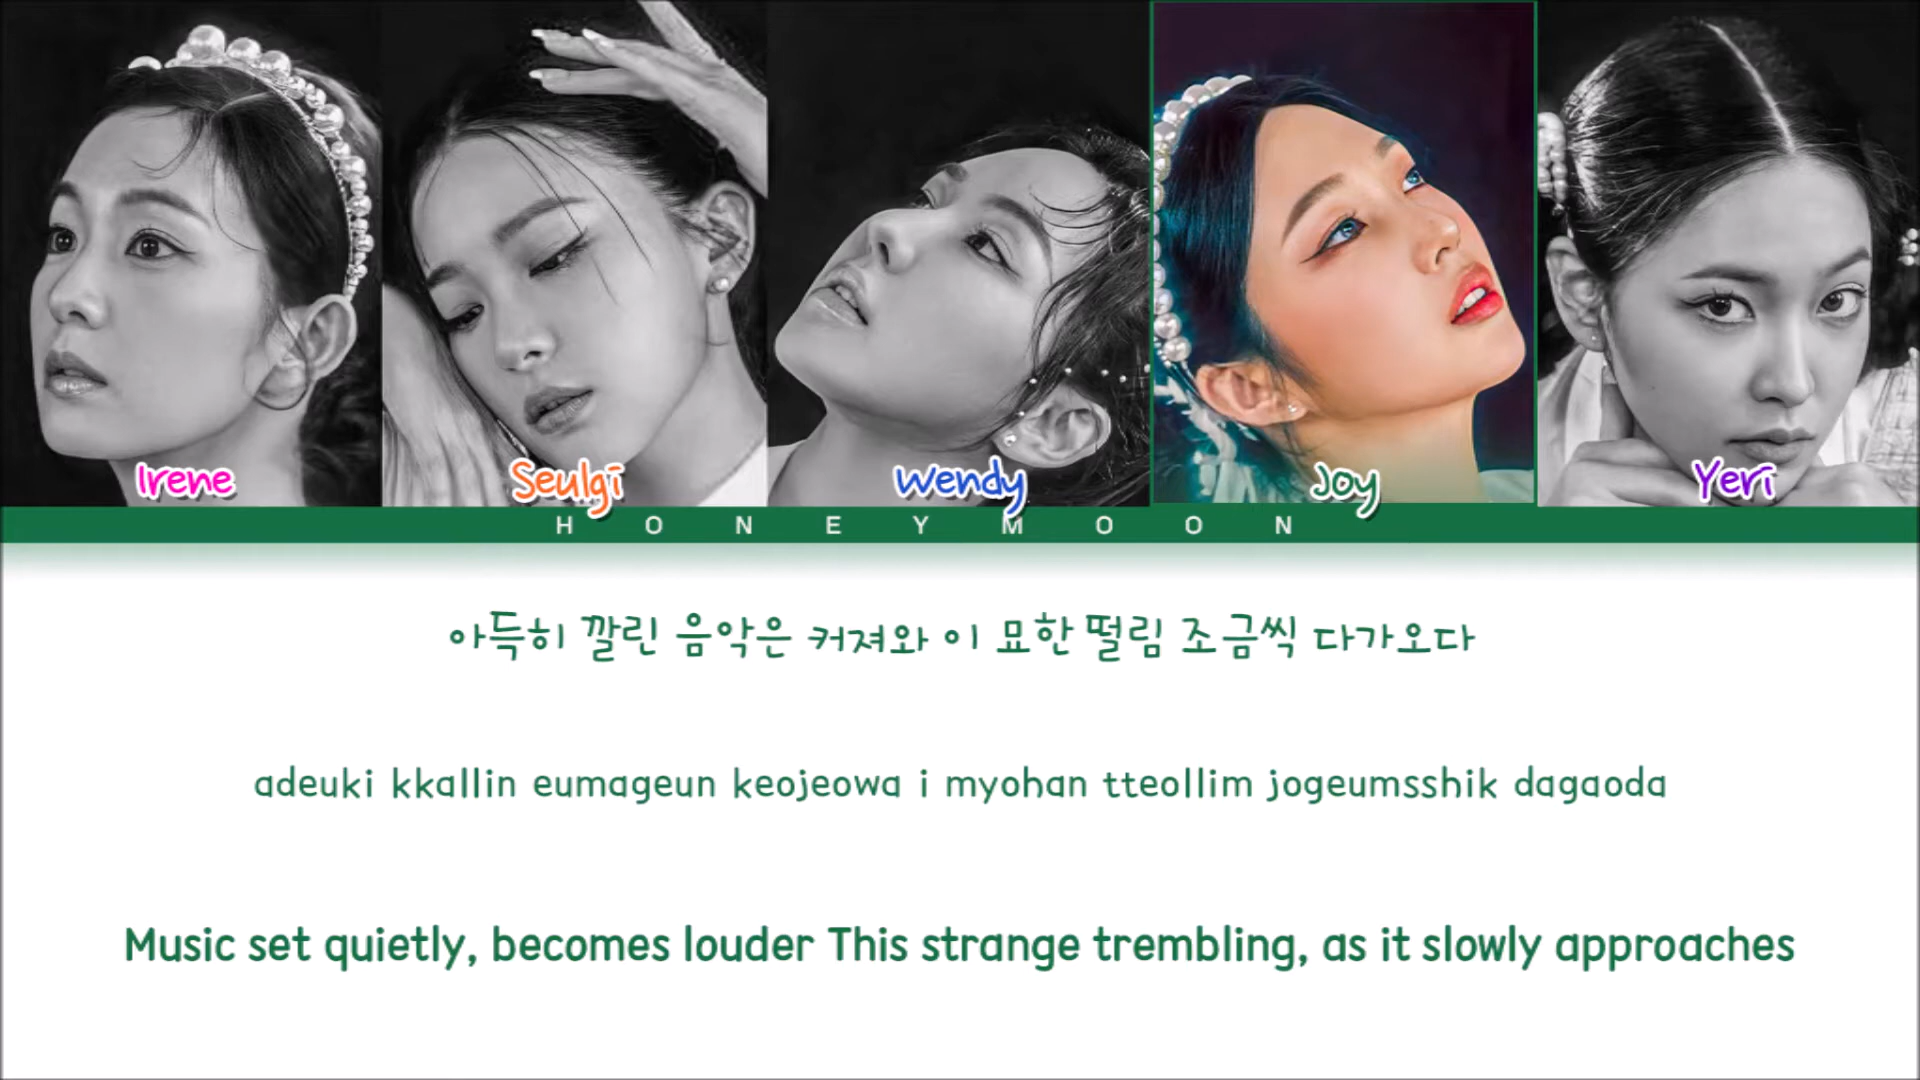 Irene
Seulgi
Wendy
Joy
Yeri
HONEYMOON
아득히 깔린 음악은 커져와 이 묘한 떨림 조금씩 다가오다
adeuki kkallin eumageun keojeowa i myohan tteollim jogeumsshik dagaoda
Music set quietly, becomes louder This strange trembling, as it slowly approaches